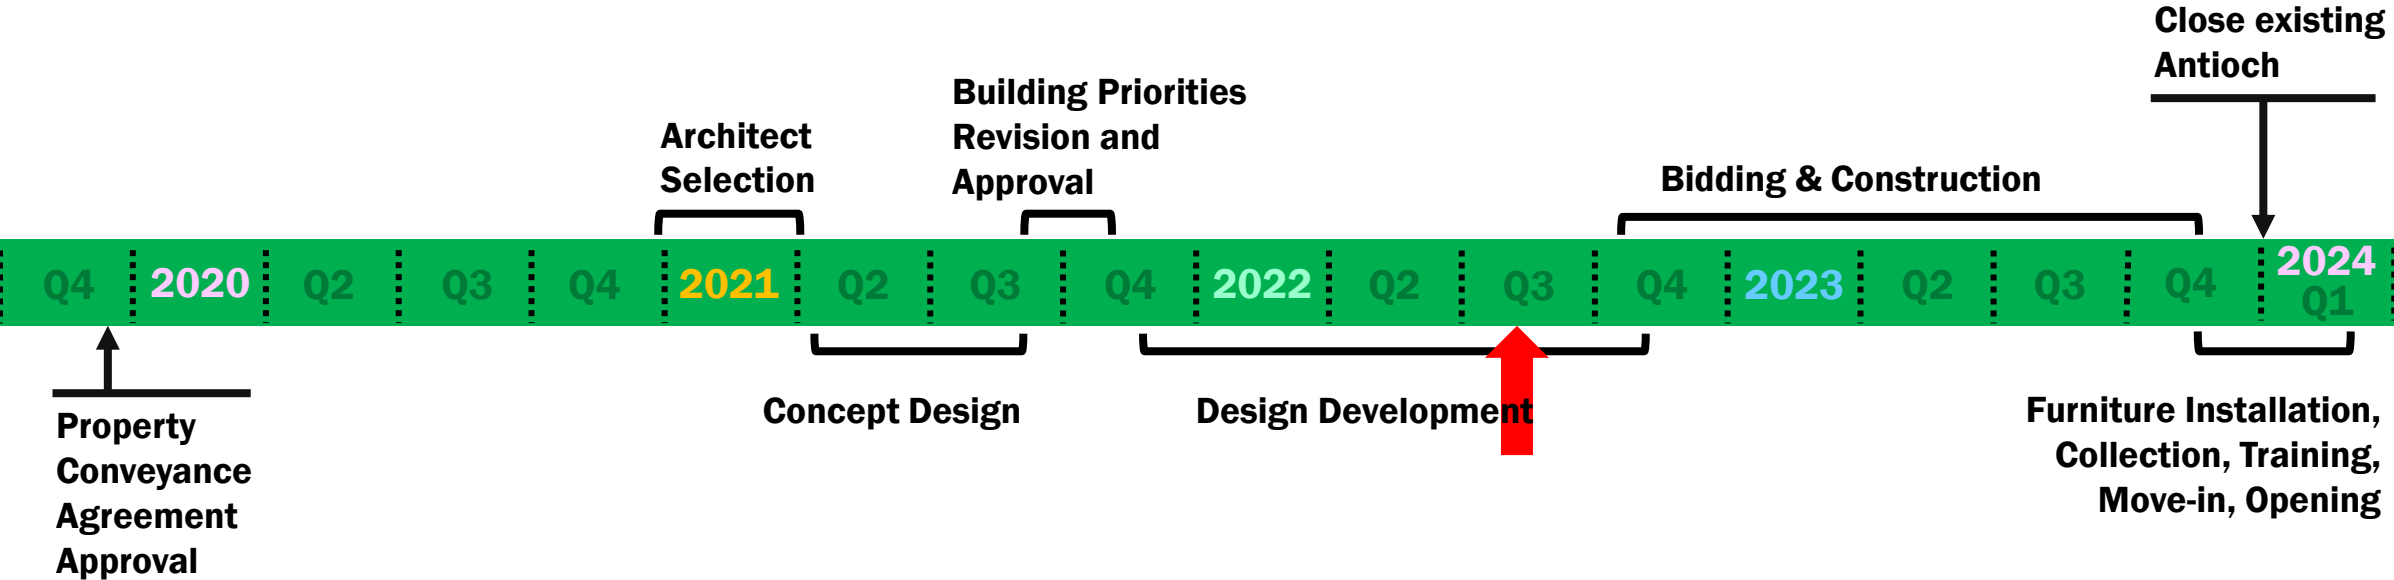 Close existing
Antioch
Building Priorities
Revision and
Approval
Architect
Selection
Bidding & Construction
Q4 2020 Q2 Q3 Q4 2021 Q2 Q3 Q4 2022 Q2 Q3 Q4 2023 Q2 Q3 Q4 2024
Q1
Concept Design
Design Development
Property
Conveyance
Agreement
Approval
Furniture Installation,
Collection, Training,
Move-in, Opening